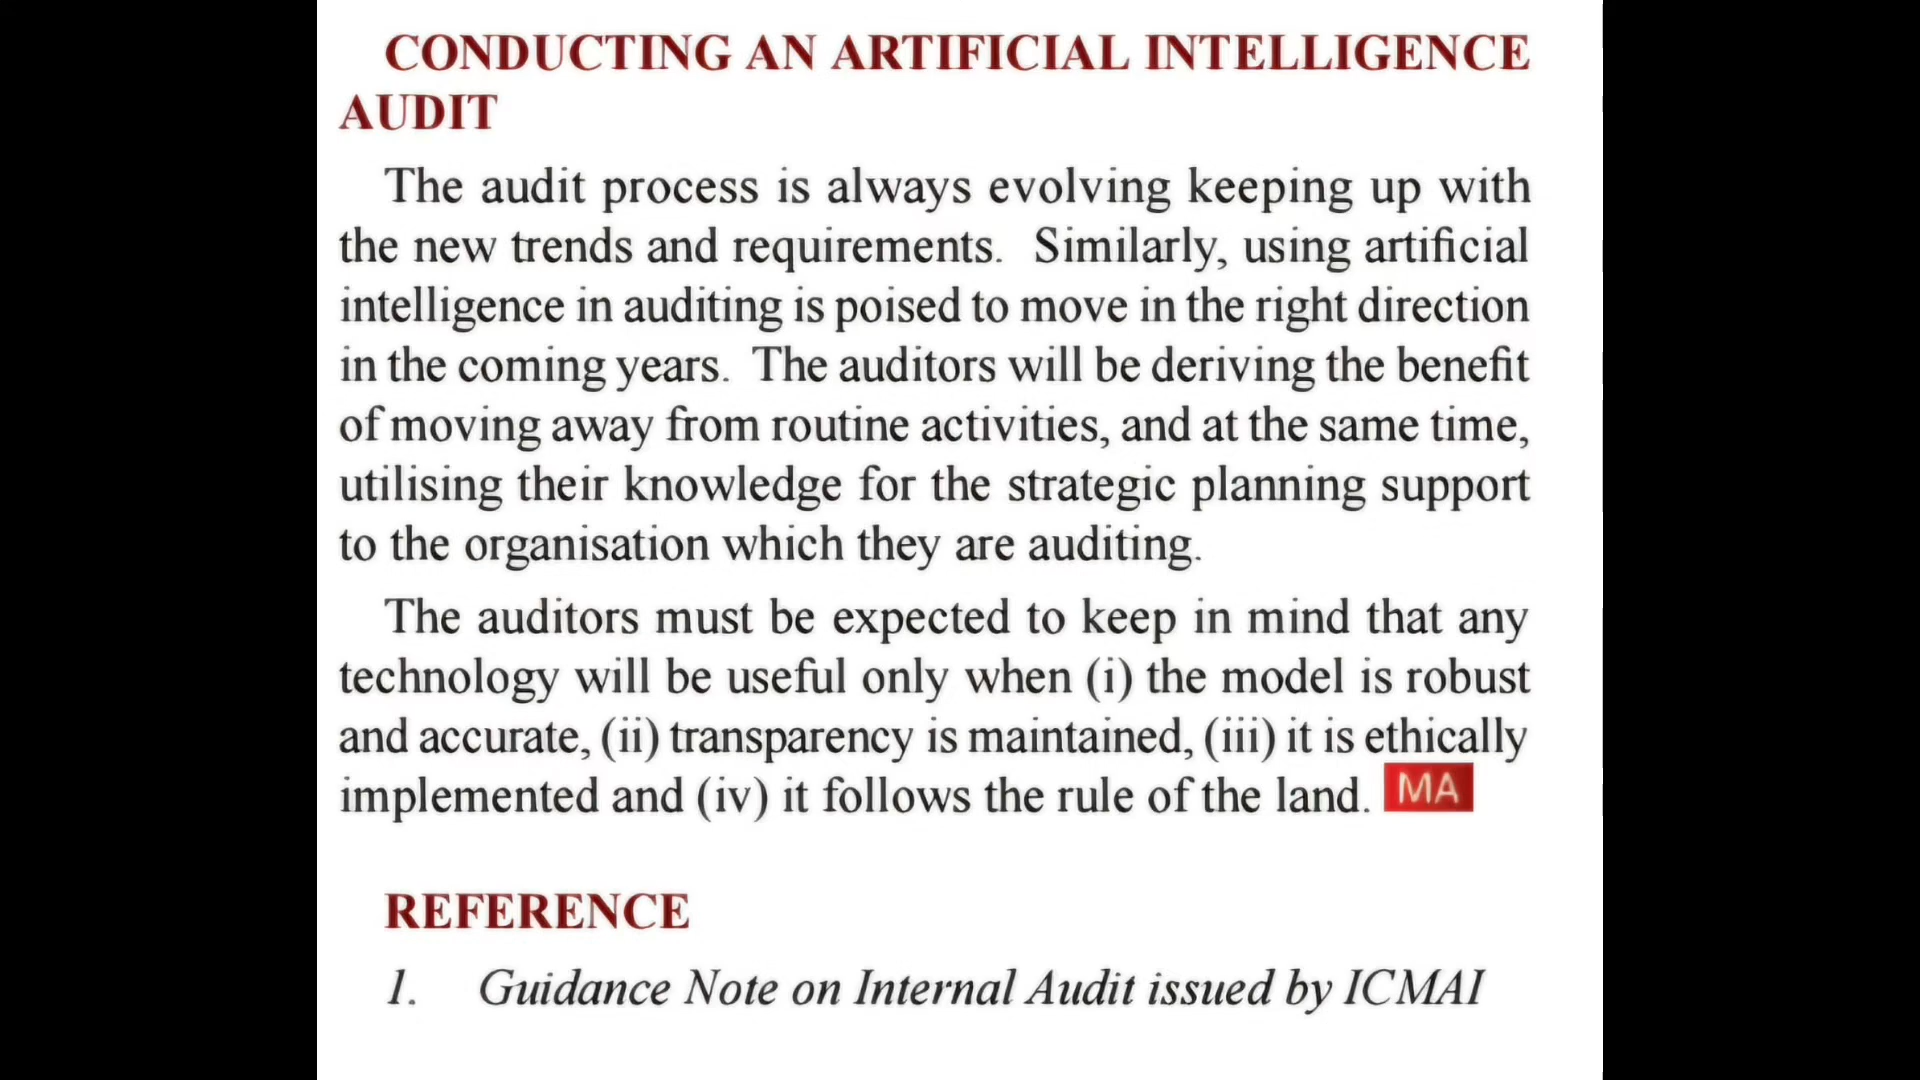 CONDUCTING AN ARTIFICIAL INTELLIGENCE
AUDIT
The audit process is always evolving keeping up with
the new trends and requirements. Similarly, using artificial
intelligence in auditing is poised to move in the right direction
in the coming years. The auditors will be deriving the benefit
of moving away from routine activities, and at the same time,
utilising their knowledge for the strategic planning support
to the organisation which they are auditing.
The auditors must be expected to keep in mind that any
technology will be useful only when (i) the model is robust
and accurate, (ii) transparency is maintained, (iii) it is ethically
implemented and (iv) it follows the rule of the land. MA
REFERENCE
1. Guidance Note on Internal Audit issued by ICMAI